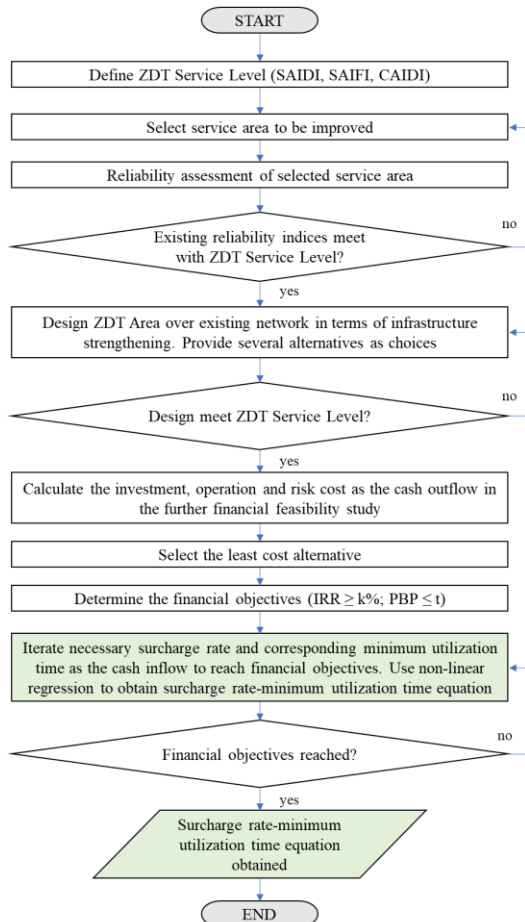 START
Define ZDT Service Level (SAIDI, SAIFI, CAIDI)
Select service area to be improved
Reliability assessment of selected service area
no
Existing reliability indices meet
with ZDT Service Level?
yes
Design ZDT Area over existing network in terms of infrastructure
strengthening. Provide several alternatives as choices
no
Design meet ZDT Service Level?
yes
Calculate the investment, operation and risk cost as the cash outflow in
the further financial feasibility study
Select the least cost alternative
Determine the financial objectives (IRR ≥ k%; PBP ≤ t)
Iterate necessary surcharge rate and corresponding minimum utilization
time as the cash inflow to reach financial objectives. Use non-linear
regression to obtain surcharge rate-minimum utilization time equation
no
Financial objectives reached?
yes
Surcharge rate-minimum
utilization time equation
obtained
END